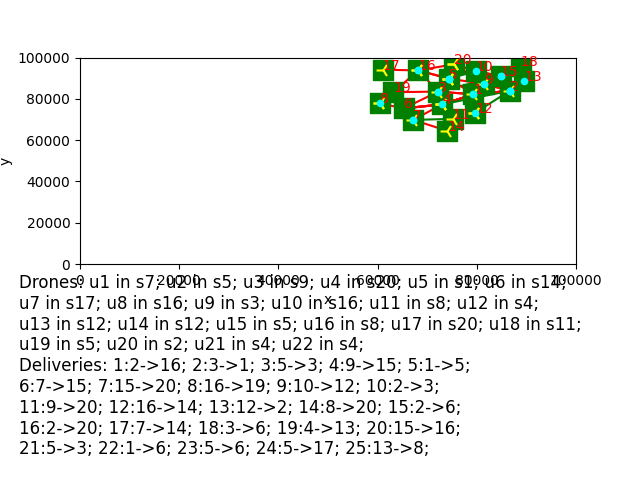 100000
80000
60000
40000
20000
0
y
0 20000 40000 60000 80000 100000
x
20
18
13
19
12
Drones: u1 in s7; u2 in s5; u3 in s9; u4 in s20; u5 in s1; u6 in s14;
u7 in s17; u8 in s16; u9 in s3; u10 in s16; u11 in s8; u12 in s4;
u13 in s12; u14 in s12; u15 in s5; u16 in s8; u17 in s20; u18 in s11;
u19 in s5; u20 in s2; u21 in s4; u22 in s4;
Deliveries: 1:2->16; 2:3->1; 3:5->3; 4:9->15; 5:1->5;
6:7->15; 7:15->20; 8:16->19; 9:10->12; 10:2->3;
11:9->20; 12:16->14; 13:12->2; 14:8->20; 15:2->6;
16:2->20; 17:7->14; 18:3->6; 19:4->13; 20:15->16;
21:5->3; 22:1->6; 23:5->6; 24:5->17; 25:13->8;